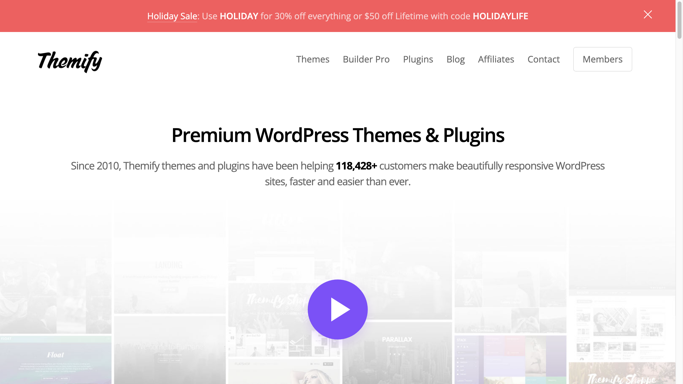 Holiday Sale: Use HOLIDAY for 30% off everything or $50 off Lifetime with code HOLIDAYLIFE
Themify
Themes
Builder Pro
Plugins
Blog
Affiliates
Contact
Members
Premium WordPress Themes & Plugins
Since 2010, Themify themes and plugins have been helping 118,428+ customers make beautifully responsive WordPress
sites, faster and easier than ever.
Themify Shoppe
PARALLAX
Float
Themify Shoppe